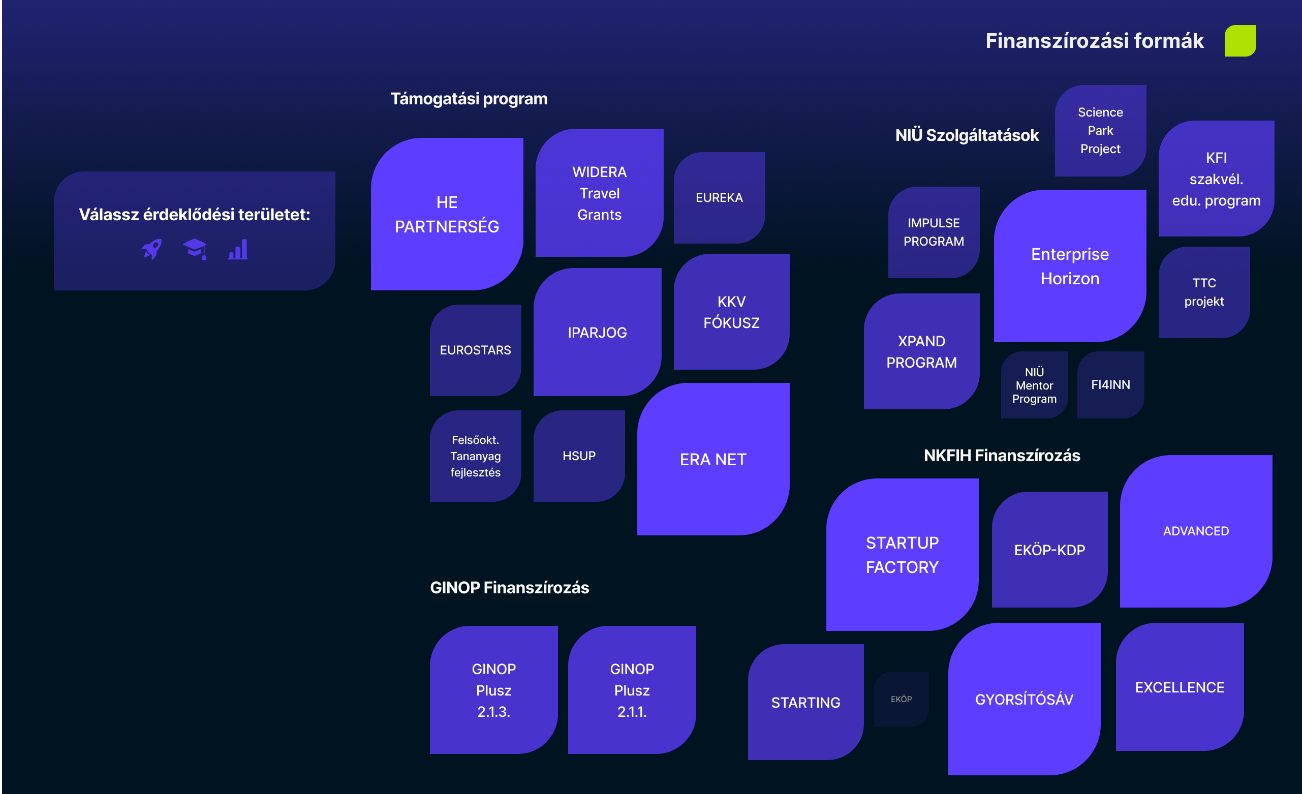 Finanszírozási formák
Válassz érdeklődési területet:
Támogatási program
HE
PARTNERSÉG
WIDERA
Travel
Grants
EUREKA
EUROSTARS
IPARJOG
KKV
FÓKUSZ
Felsőokt.
Tananyag
fejlesztés
HSUP
ERA NET
NIÜ Szolgáltatások
Science
Park
Project
KFI
szakvél.
edu. program
IMPULSE
PROGRAM
Enterprise
Horizon
TTC
projekt
XPAND
PROGRAM
NIÜ
Mentor
Program
FI4INN
GINOP Finanszírozás
GINOP
Plusz
2.1.3.
GINOP
Plusz
2.1.1.
NKFIH Finanszírozás
STARTUP
FACTORY
EKÖP-KDP
ADVANCED
STARTING
EKÖP
GYORSÍTÓSÁV
EXCELLENCE